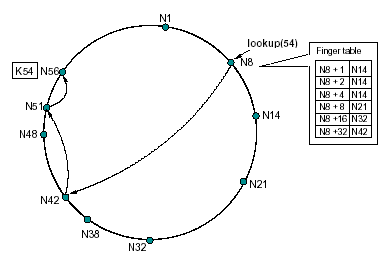 N1
lookup(54)
N8
Finger table
N8 + 1 N14
N8 + 2 N14
N8 + 4 N14
N8 + 8 N21
N8 +16 N32
N8 +32 N42
K54 N56
N51
N14
N48
N21
N42
N38
N32